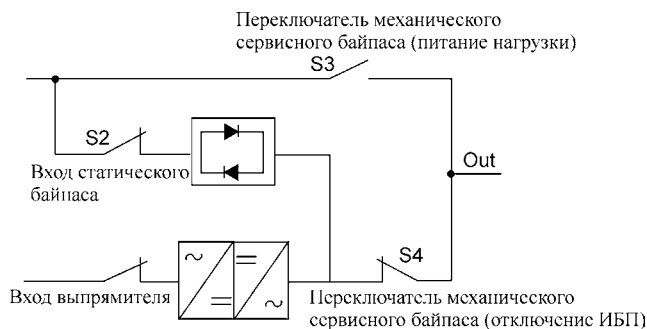 Переключатель механического
сервисного байпаса (питание нагрузки)
S3
S2
Вход статического
байпаса
Out
S4
~
=
=
~
Вход выпрямителя
Переключатель механического
сервисного байпаса (отключение ИБП)